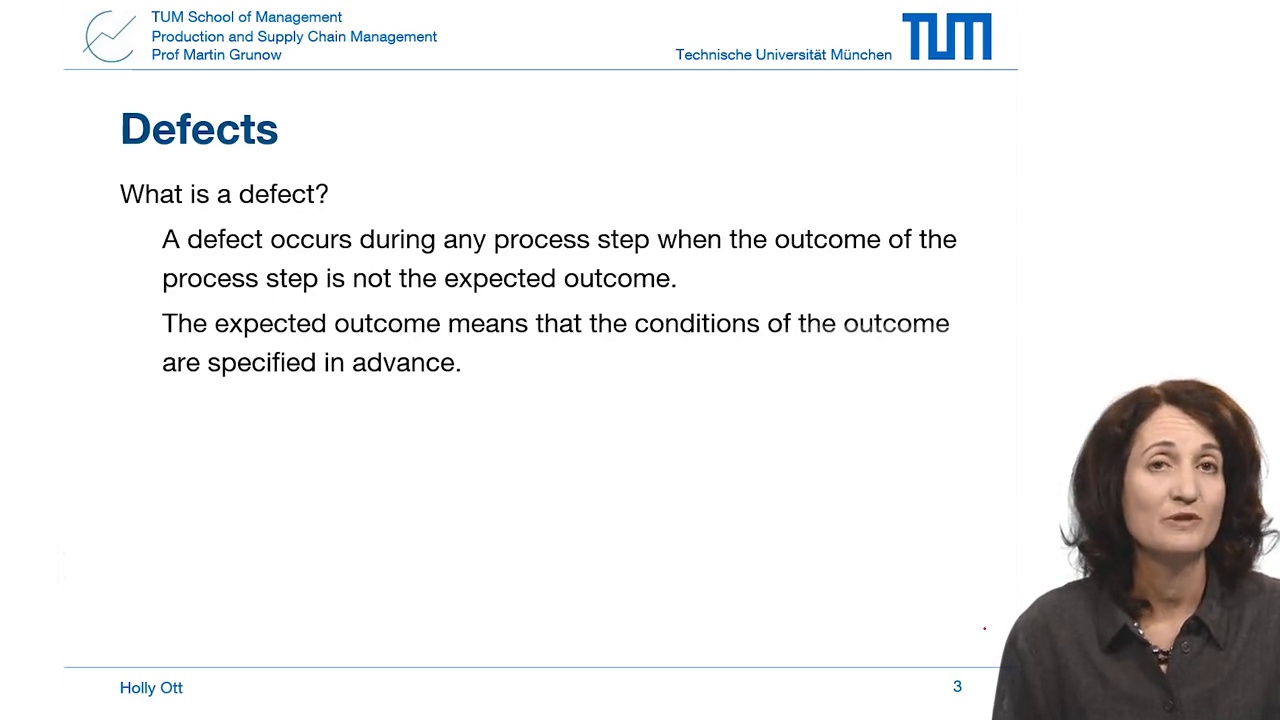 TUM School of Management
Production and Supply Chain Management
Prof Martin Grunow
Technische Universität München
TUM
Defects
What is a defect?
A defect occurs during any process step when the outcome of the
process step is not the expected outcome.
The expected outcome means that the conditions of the outcome
are specified in advance.
Holly Ott
3